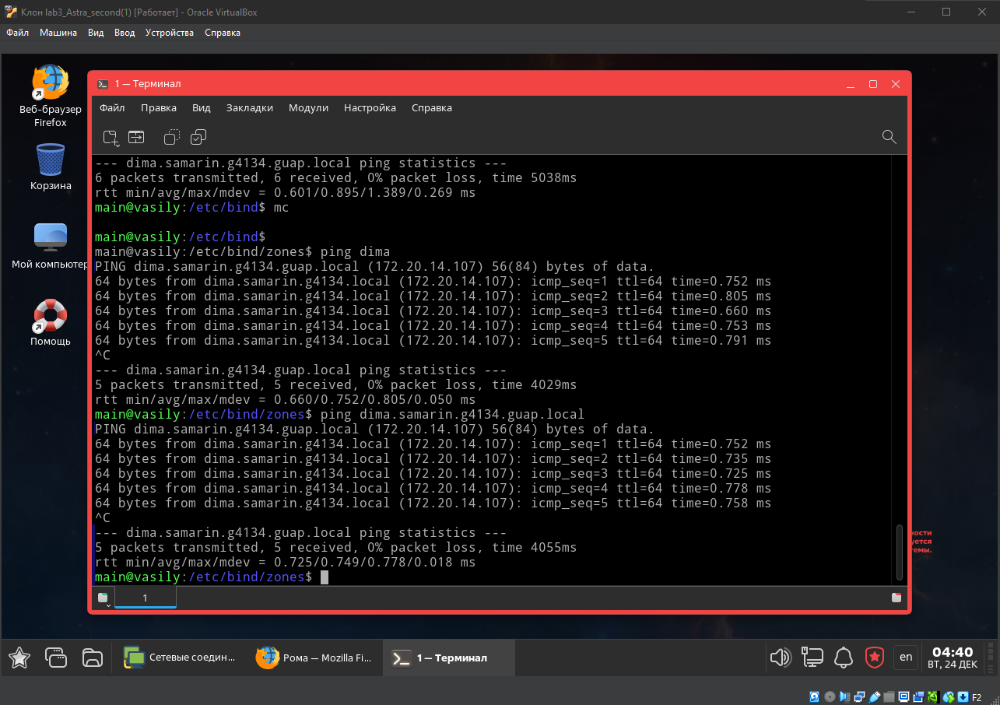 Клон lab3_Astra_second(1) [Работает] - Oracle VirtualBox
Файл Машина Вид Ввод Устройства Справка
Веб-браузер
Firefox
Корзина
Мой компьютер
Помощь
1 — Терминал
Файл Правка Вид Закладки Модули Настройка Справка
--- dima.samarin.g4134.guap.local ping statistics ---
6 packets transmitted, 6 received, 0% packet loss, time 5038ms
rtt min/avg/max/mdev = 0.601/0.895/1.389/0.269 ms
main@vasily:/etc/bind$ mc
main@vasily:/etc/bind$
main@vasily:/etc/bind/zones$ ping dima
PING dima.samarin.g4134.guap.local (172.20.14.107) 56(84) bytes of data.
64 bytes from dima.samarin.g4134.guap.local (172.20.14.107): icmp_seq=1 ttl=64 time=0.752 ms
64 bytes from dima.samarin.g4134.guap.local (172.20.14.107): icmp_seq=2 ttl=64 time=0.805 ms
64 bytes from dima.samarin.g4134.guap.local (172.20.14.107): icmp_seq=3 ttl=64 time=0.660 ms
64 bytes from dima.samarin.g4134.guap.local (172.20.14.107): icmp_seq=4 ttl=64 time=0.753 ms
64 bytes from dima.samarin.g4134.guap.local (172.20.14.107): icmp_seq=5 ttl=64 time=0.791 ms
^C
--- dima.samarin.g4134.guap.local ping statistics ---
5 packets transmitted, 5 received, 0% packet loss, time 4029ms
rtt min/avg/max/mdev = 0.660/0.752/0.805/0.050 ms
main@vasily:/etc/bind/zones$ ping dima.samarin.g4134.guap.local
PING dima.samarin.g4134.guap.local (172.20.14.107) 56(84) bytes of data.
64 bytes from dima.samarin.g4134.guap.local (172.20.14.107): icmp_seq=1 ttl=64 time=0.752 ms
64 bytes from dima.samarin.g4134.guap.local (172.20.14.107): icmp_seq=2 ttl=64 time=0.735 ms
64 bytes from dima.samarin.g4134.guap.local (172.20.14.107): icmp_seq=3 ttl=64 time=0.725 ms
64 bytes from dima.samarin.g4134.guap.local (172.20.14.107): icmp_seq=4 ttl=64 time=0.778 ms
64 bytes from dima.samarin.g4134.guap.local (172.20.14.107): icmp_seq=5 ttl=64 time=0.758 ms
^C
--- dima.samarin.g4134.guap.local ping statistics ---
5 packets transmitted, 5 received, 0% packet loss, time 4055ms
rtt min/avg/max/mdev = 0.725/0.749/0.778/0.018 ms
main@vasily:/etc/bind/zones$
1
Сетевые соедин... Рома — Mozilla Fi... 1 — Терминал
en
04:40
ВТ, 24 ДЕК
F2